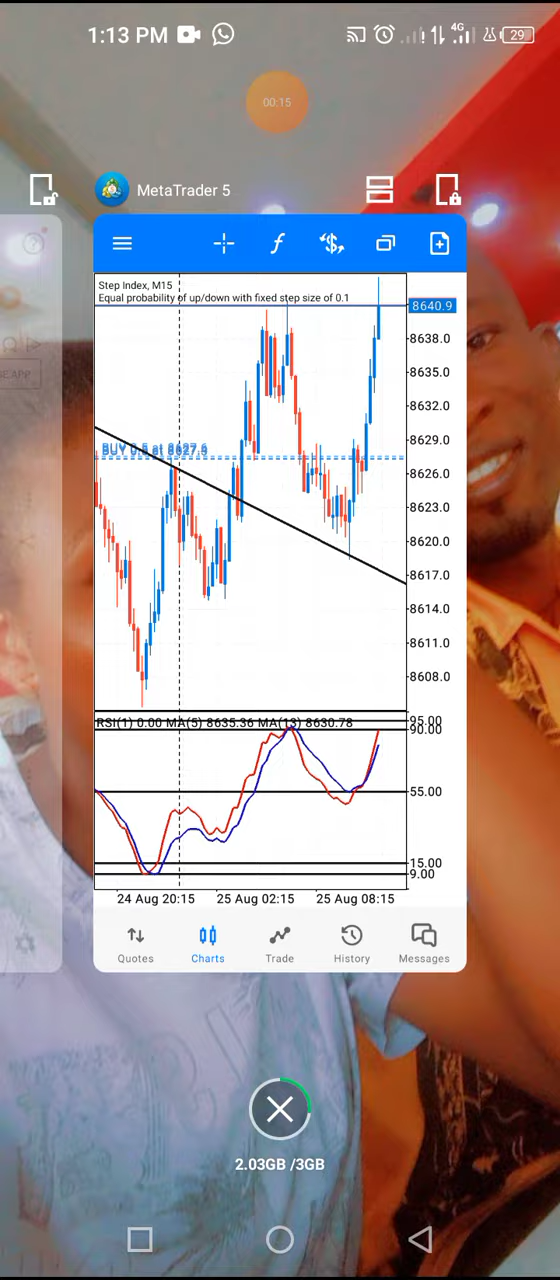 1:13 PM
4G
29
00:15
MetaTrader 5
Step Index, M15
Equal probability of up/down with fixed step size of 0.1
8640.9
8638.0
8635.0
8632.0
8629.0
BUY 0.5 at 8627.5
8626.0
8623.0
8620.0
8617.0
8614.0
8611.0
8608.0
RSI(1) 0.00 MA(5) 8635.36 MA(13) 8630.78
95.00
90.00
55.00
15.00
9.00
24 Aug 20:15
25 Aug 02:15
25 Aug 08:15
Quotes
Charts
Trade
History
Messages
2.03GB /3GB